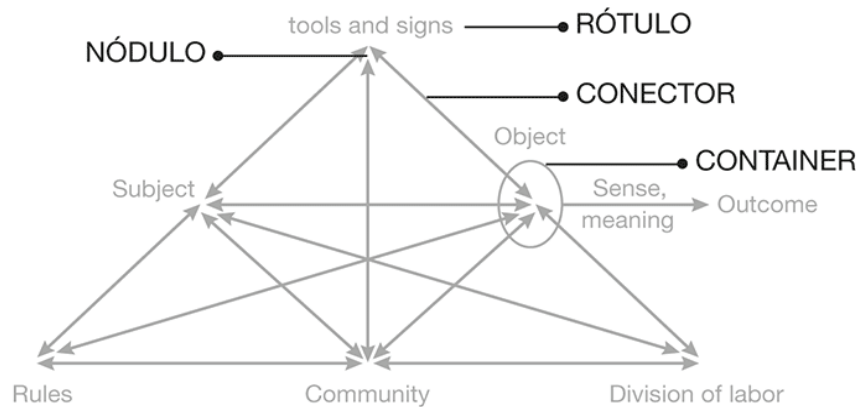 tools and signs
RÓTULO
NÓDULO
CONECTOR
Object
CONTAINER
Subject
Sense,
meaning
Outcome
Rules
Community
Division of labor